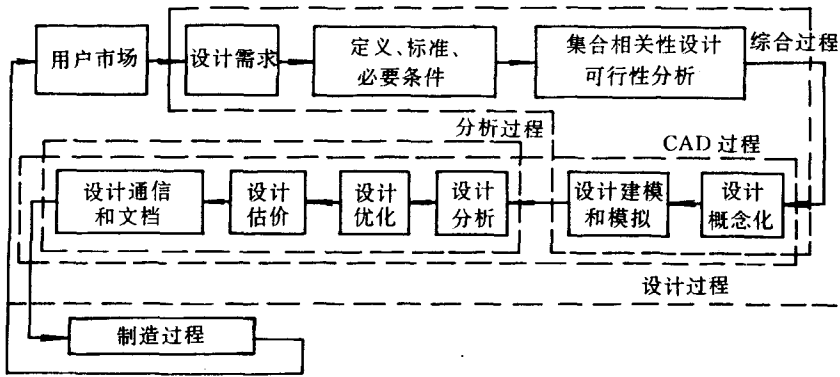 用户市场
设计需求
定义、标准、
必要条件
集合相关性设计
可行性分析
综合过程
分析过程
CAD 过程
设计通信
和文档
设计
估价
设计
优化
设计
分析
设计建模
和模拟
设计
概念化
设计过程
制造过程